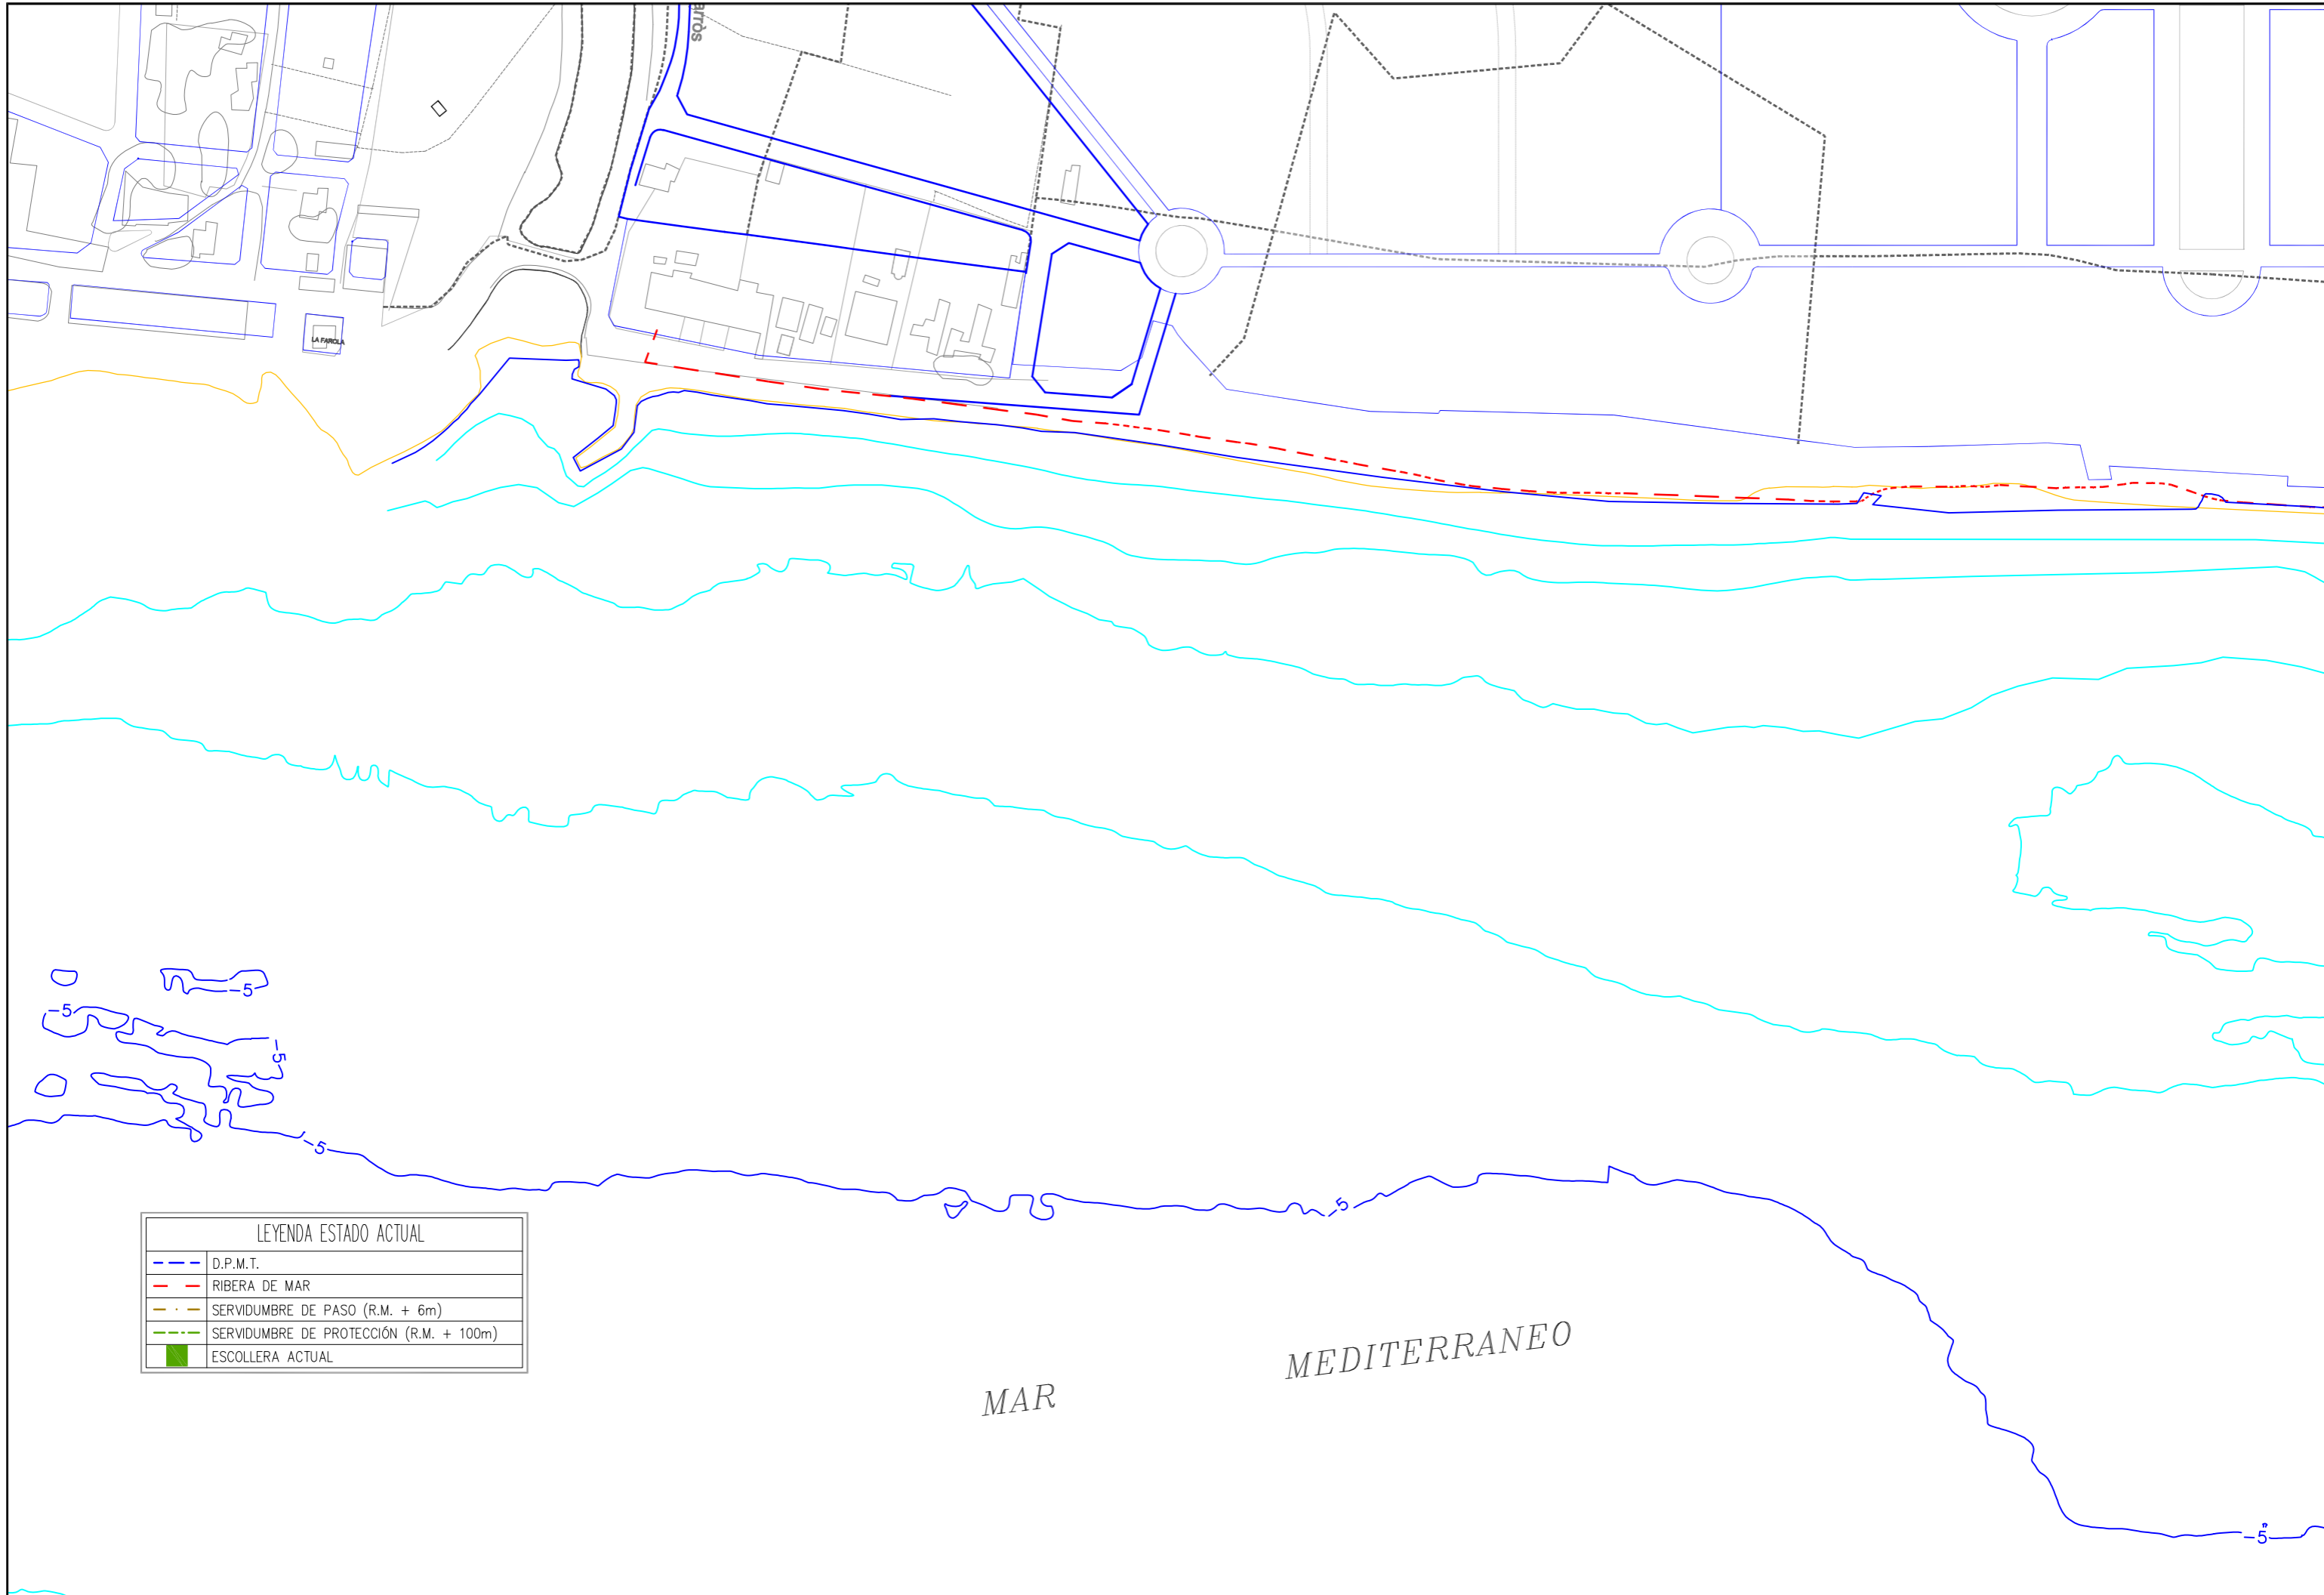 LA FAROLA
-5
-5
-5
-5
-5
-5
LEYENDA ESTADO ACTUAL
D.P.M.T.
RIBERA DE MAR
SERVIDUMBRE DE PASO (R.M. + 6m)
SERVIDUMBRE DE PROTECCIÓN (R.M. + 100m)
ESCOLLERA ACTUAL
MAR
MEDITERRANEO